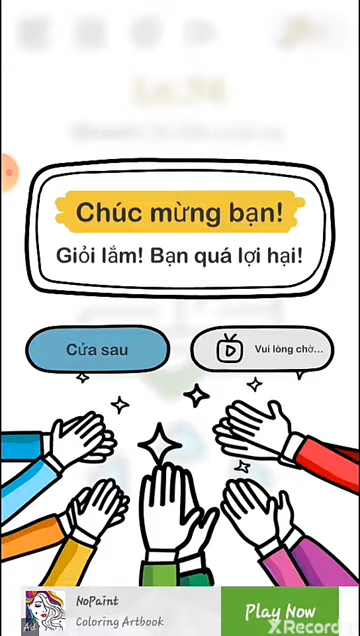 Chúc mừng bạn!
Giỏi lắm! Bạn quá lợi hại!
Cửa sau
Vui lòng chờ...
NoPaint
Coloring Artbook
Play Now
Ad